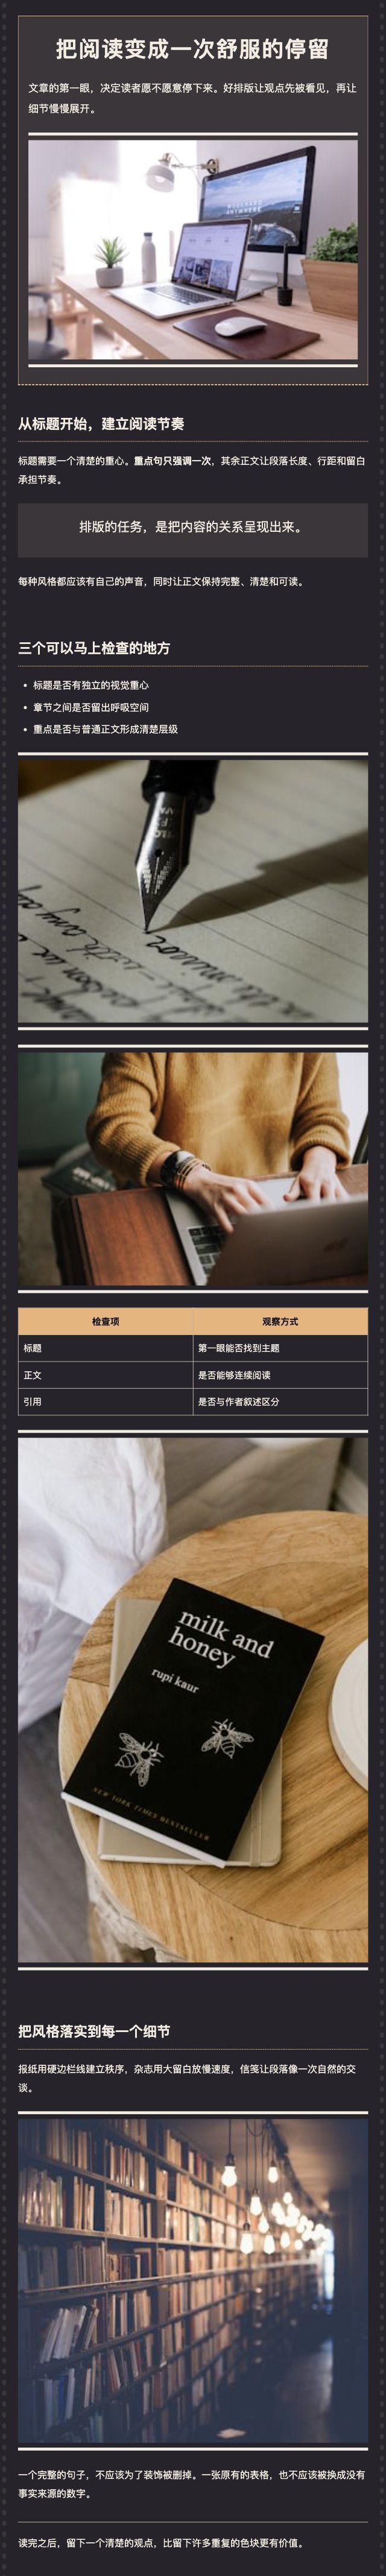 把阅读变成一次舒服的停留
文章的第一眼，决定读者愿不愿意停下来。好排版让观点先被看见，再让
细节慢慢展开。
从标题开始，建立阅读节奏
标题需要一个清楚的重心。重点句只强调一次，其余正文让段落长度、行距和留白
承担节奏。
排版的任务，是把内容的关系呈现出来。
每种风格都应该有自己的声音，同时让正文保持完整、清楚和可读。
三个可以马上检查的地方
• 标题是否有独立的视觉重心
• 章节之间是否留出呼吸空间
• 重点是否与普通正文形成清楚层级
检查项 观察方式
标题 第一眼能否找到主题
正文 是否能够连续阅读
引用 是否与作者叙述区分
milk and
honey
rupi kaur
NEW YORK TIMES BESTSELLER
把风格落实到每一个细节
报纸用硬边栏线建立秩序，杂志用大留白放慢速度，信笺让段落像一次自然的交
谈。
一个完整的句子，不应该为了装饰被删掉。一张原有的表格，也不应该被换成没有
事实来源的数字。
读完之后，留下一个清楚的观点，比留下许多重复的色块更有价值。